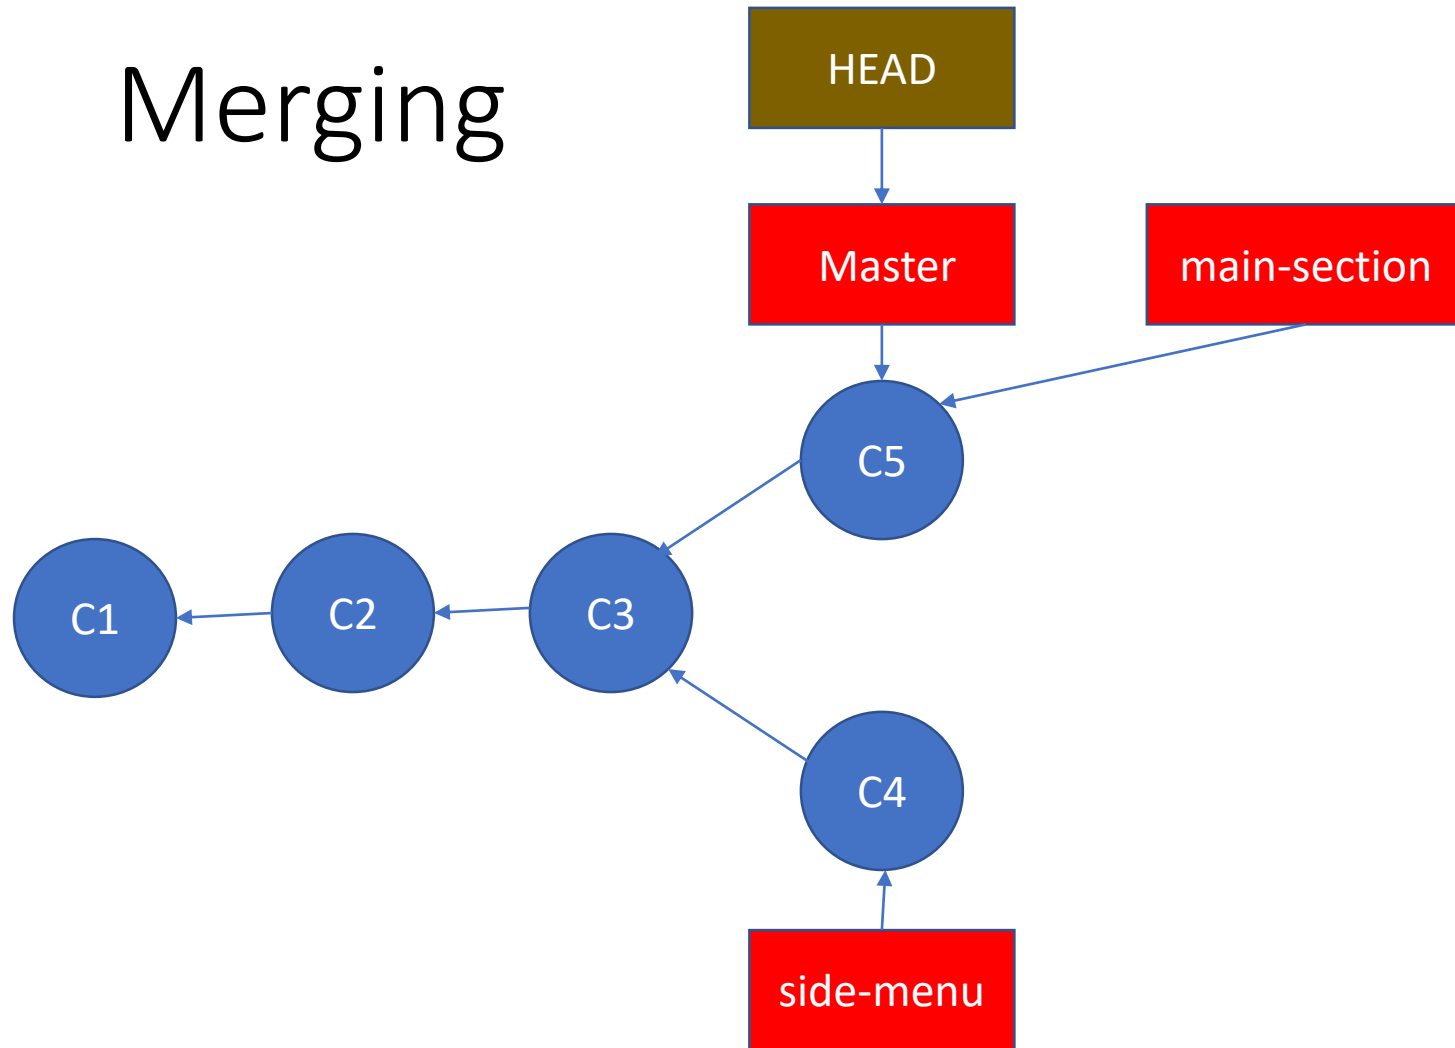 Merging
HEAD
Master
main-section
C5
C1
C2
C3
C4
side-menu